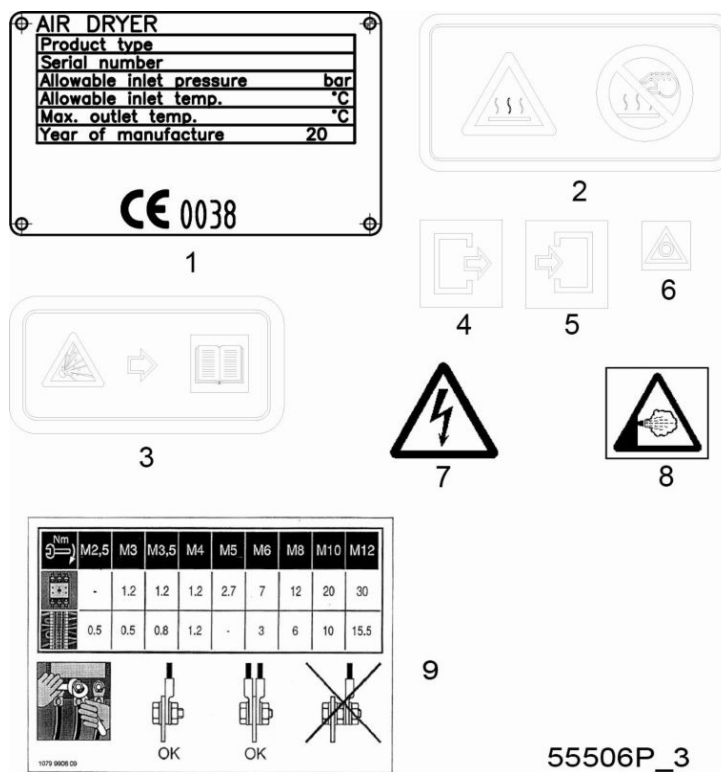 AIR DRYER
Product type
Serial number
Allowable inlet pressure bar
Allowable inlet temp. °C
Max. outlet temp. °C
Year of manufacture 20
CE 0038
1
2
3
4
5
6
7
8
Nm M2,5 M3 M3,5 M4 M5 M6 M8 M10 M12
- 1.2 1.2 1.2 2.7 7 12 20 30
0.5 0.5 0.8 1.2 - 3 6 10 15.5
OK OK
1079 9906 09
9
55506P_3